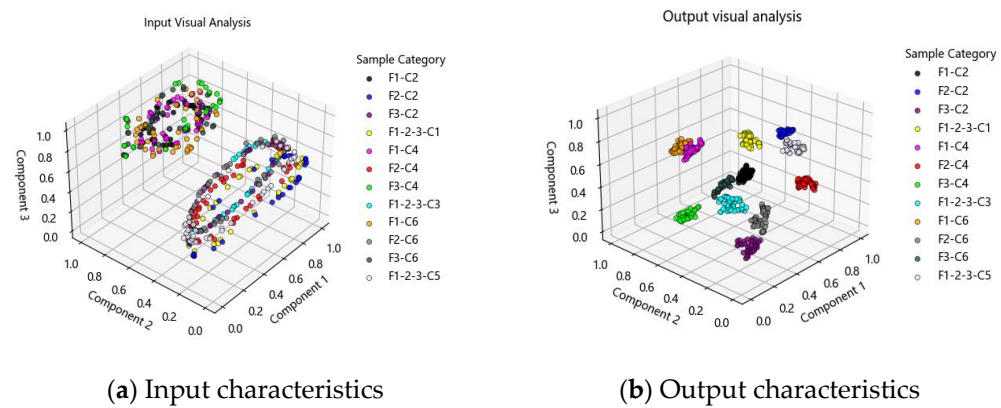 Input Visual Analysis
Sample Category
F1-C2
F2-C2
F3-C2
F1-2-3-C1
F1-C4
F2-C4
F3-C4
F1-2-3-C3
F1-C6
F2-C6
F3-C6
F1-2-3-C5
Component 3
1.0
0.8
0.6
0.4
0.2
0.0
Component 2
1.0
0.8
0.6
0.4
0.2
0.0
Component 1
0.0
0.2
0.4
0.6
0.8
1.0
(a) Input characteristics
Output visual analysis
Sample Category
F1-C2
F2-C2
F3-C2
F1-2-3-C1
F1-C4
F2-C4
F3-C4
F1-2-3-C3
F1-C6
F2-C6
F3-C6
F1-2-3-C5
Component 3
1.0
0.8
0.6
0.4
0.2
0.0
Component 2
1.0
0.8
0.6
0.4
0.2
0.0
Component 1
0.0
0.2
0.4
0.6
0.8
1.0
(b) Output characteristics